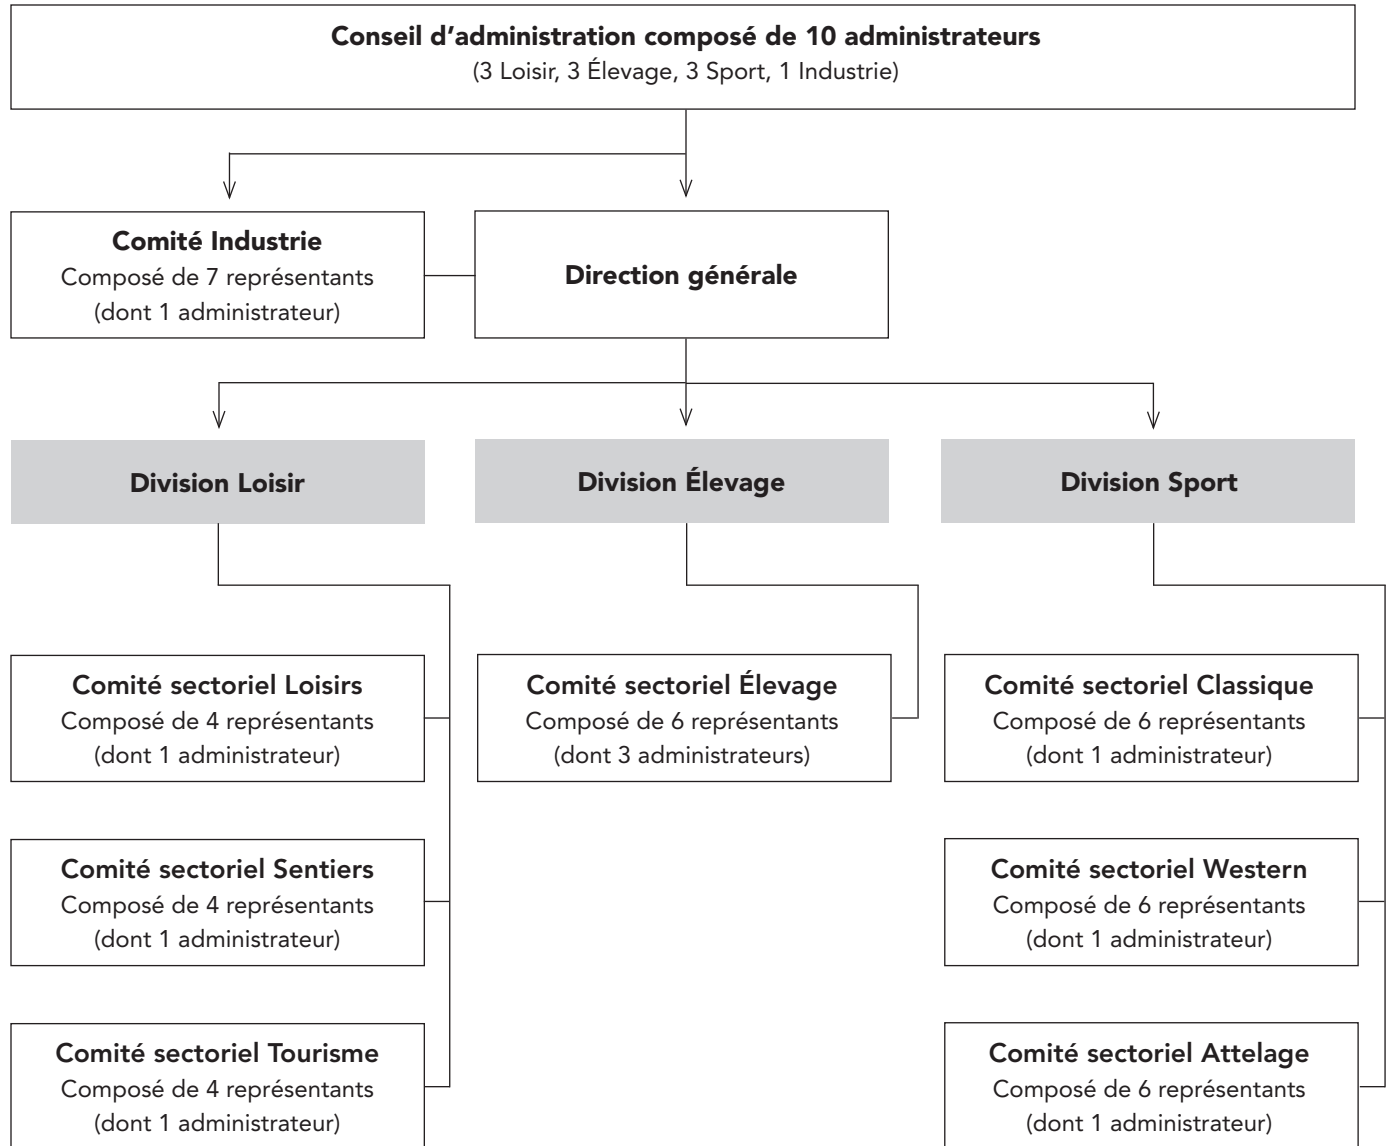 Conseil d’administration composé de 10 administrateurs
(3 Loisir, 3 Élevage, 3 Sport, 1 Industrie)
Comité Industrie
Composé de 7 représentants
(dont 1 administrateur)
Direction générale
Division Loisir
Division Élevage
Division Sport
Comité sectoriel Loisirs
Composé de 4 représentants
(dont 1 administrateur)
Comité sectoriel Élevage
Composé de 6 représentants
(dont 3 administrateurs)
Comité sectoriel Classique
Composé de 6 représentants
(dont 1 administrateur)
Comité sectoriel Sentiers
Composé de 4 représentants
(dont 1 administrateur)
Comité sectoriel Western
Composé de 6 représentants
(dont 1 administrateur)
Comité sectoriel Tourisme
Composé de 4 représentants
(dont 1 administrateur)
Comité sectoriel Attelage
Composé de 6 représentants
(dont 1 administrateur)